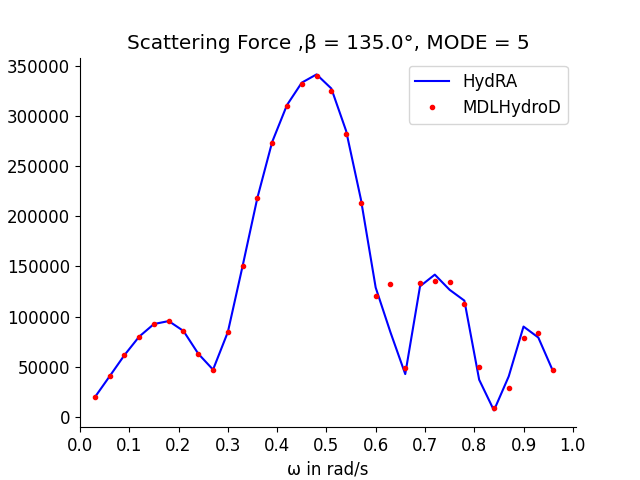 Scattering Force ,β = 135.0°, MODE = 5
HydRA
MDLHydroD
350000
300000
250000
200000
150000
100000
50000
0
0.0 0.1 0.2 0.3 0.4 0.5 0.6 0.7 0.8 0.9 1.0
ω in rad/s